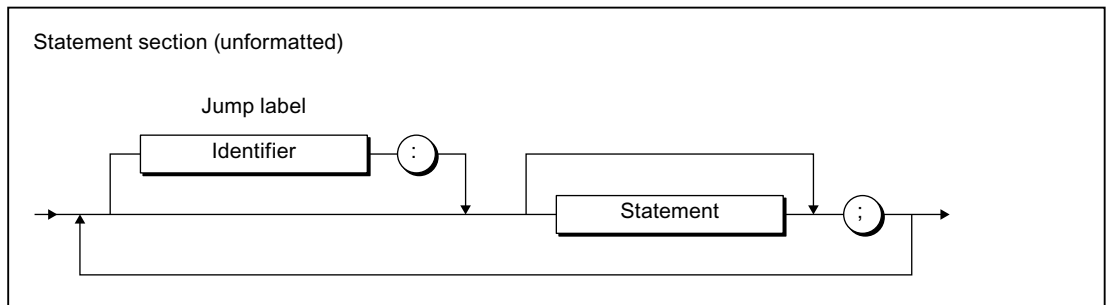 Statement section (unformatted)
Jump label
Identifier
:
Statement
;